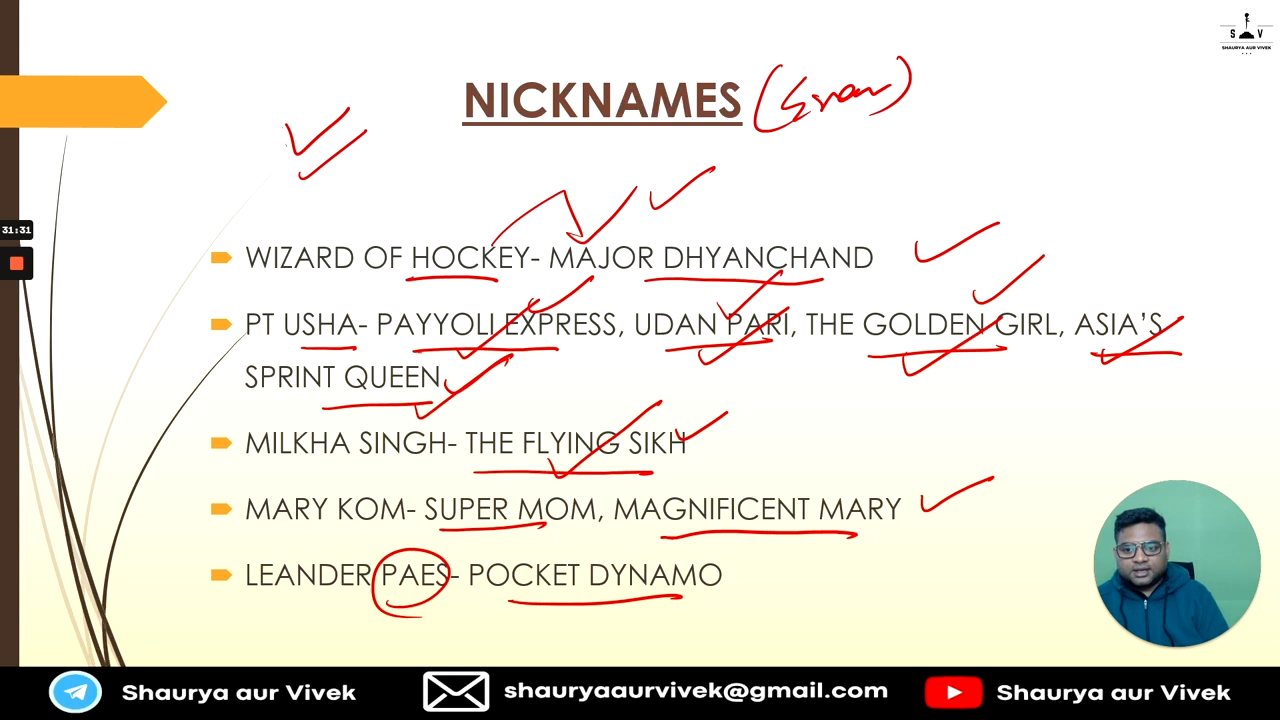 S V
SHAURYA AUR VIVEK
NICKNAMES
31:31
WIZARD OF HOCKEY- MAJOR DHYANCHAND
PT USHA- PAYYOLI EXPRESS, UDAN PARI, THE GOLDEN GIRL, ASIA'S
SPRINT QUEEN
MILKHA SINGH- THE FLYING SIKH
MARY KOM- SUPER MOM, MAGNIFICENT MARY
LEANDER PAES- POCKET DYNAMO
Shaurya aur Vivek
shauryaaurvivek@gmail.com
Shaurya aur Vivek